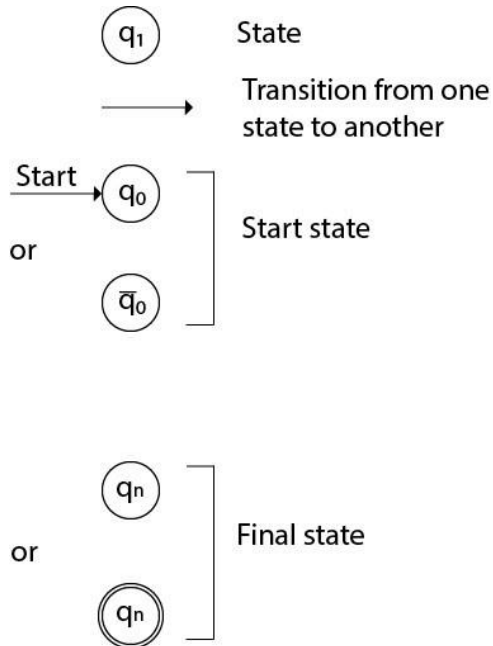 q₁ State
Transition from one
state to another
Start q₀
Start state
or
q̅₀
qn
Final state
or
qn